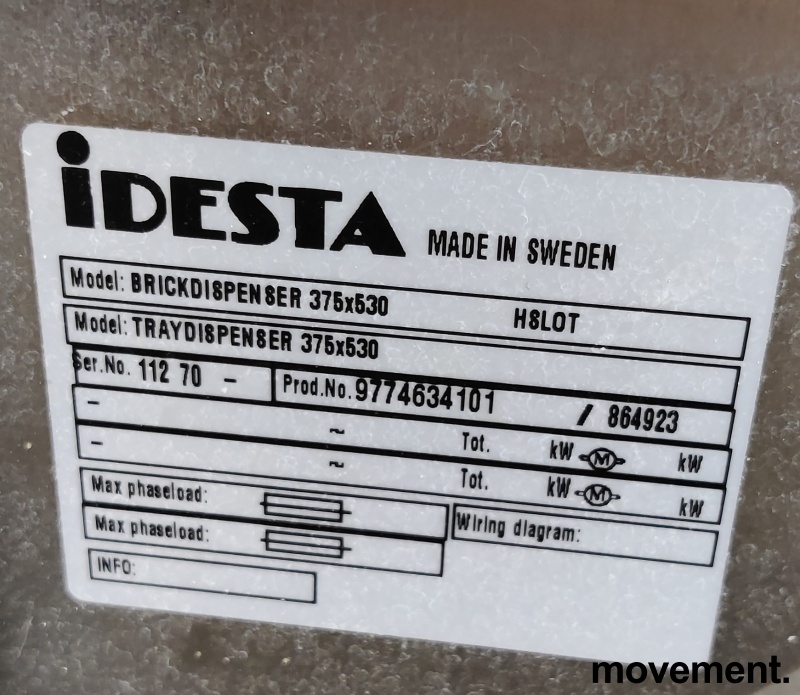 iDESTA MADE IN SWEDEN
Model: BRICKDISPENSER 375x530 HSLOT
Model: TRAYDISPENSER 375x530
Ser.No. 112 70 - Prod.No. 9774634101 / 864923
- ~ Tot. kW M kW
- ~ Tot. kW M kW
Max phaseload:
Max phaseload: Wiring diagram:
INFO:
movement.